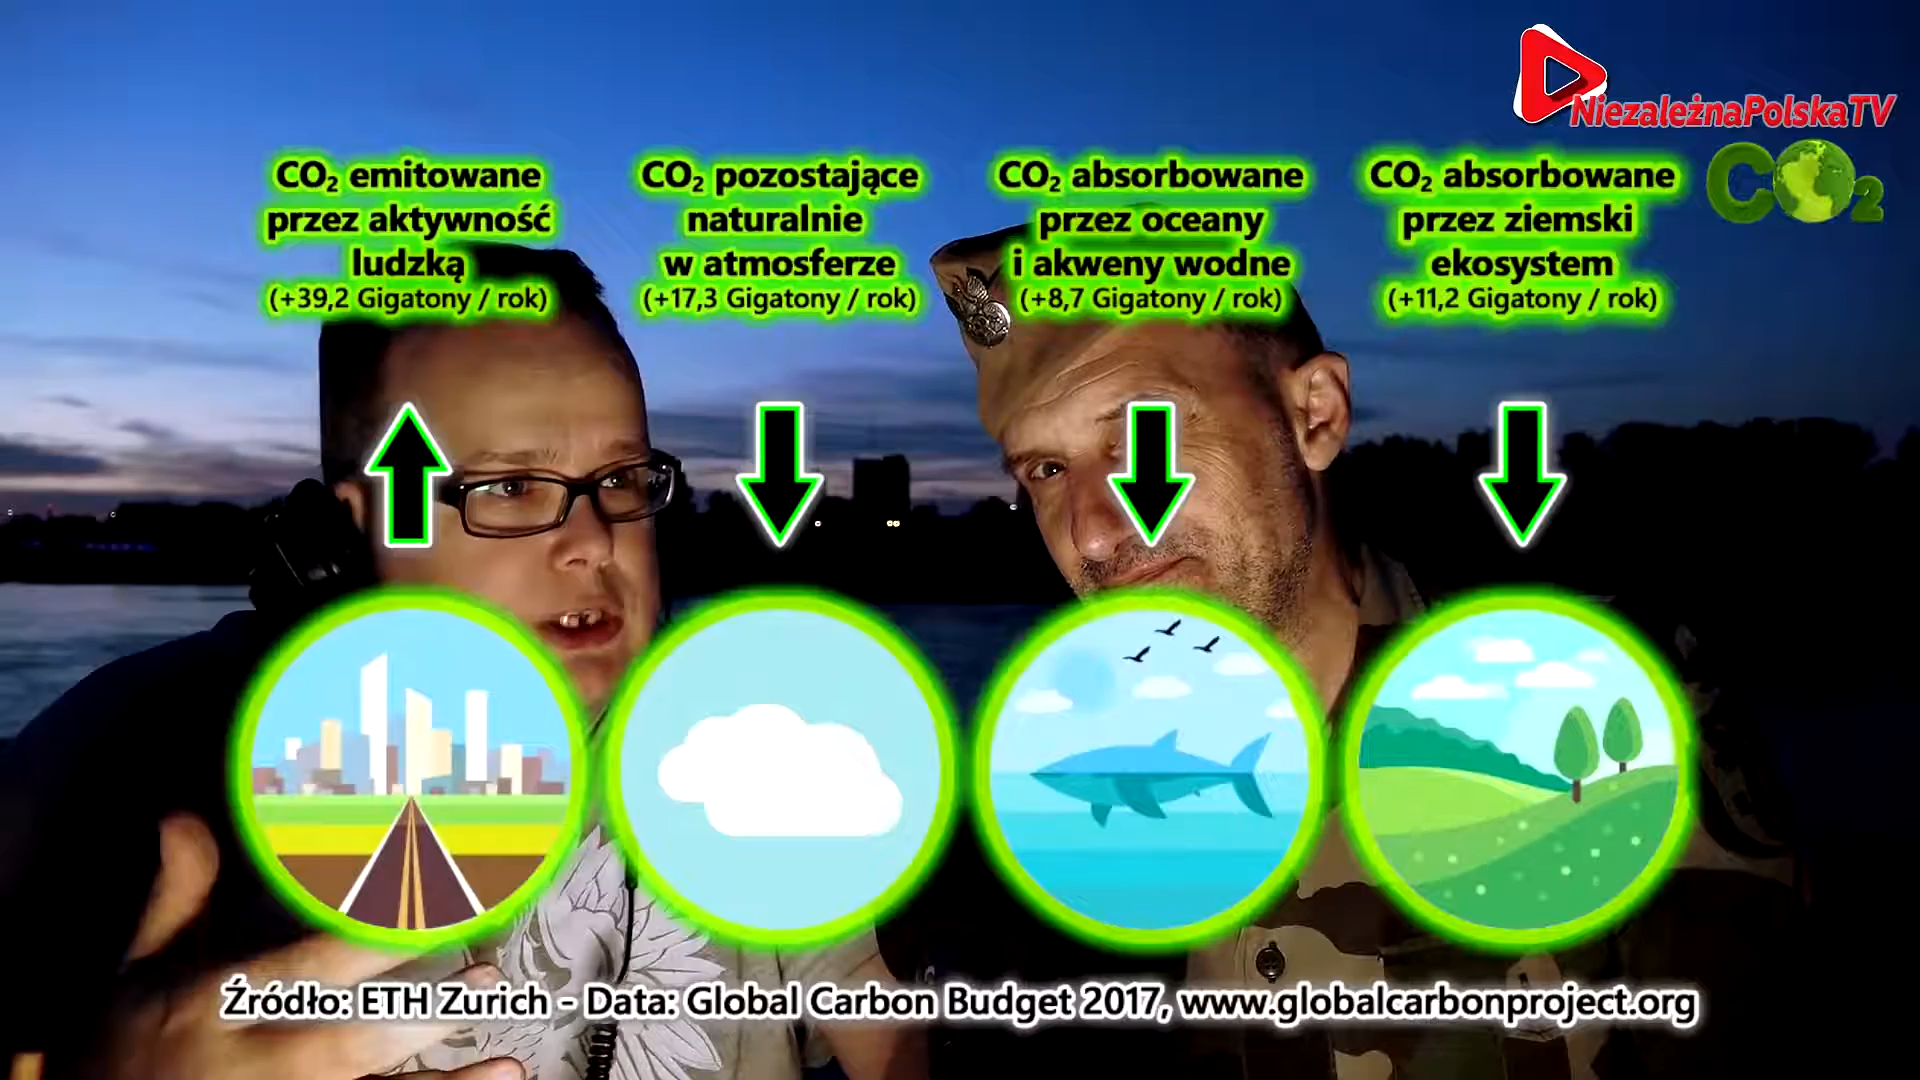 NiezależnaPolskaTV
CO₂
CO₂ emitowane
przez aktywność
ludzką
(+39,2 Gigatony / rok)
CO₂ pozostające
naturalnie
w atmosferze
(+17,3 Gigatony / rok)
CO₂ absorbowane
przez oceany
i akweny wodne
(+8,7 Gigatony / rok)
CO₂ absorbowane
przez ziemski
ekosystem
(+11,2 Gigatony / rok)
Źródło: ETH Zurich - Data: Global Carbon Budget 2017, www.globalcarbonproject.org